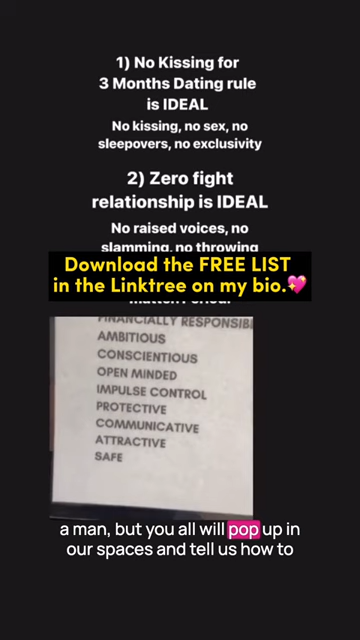 1) No Kissing for
3 Months Dating rule
is IDEAL
No kissing, no sex, no
sleepovers, no exclusivity
2) Zero fight
relationship is IDEAL
No raised voices, no
slamming, no throwing
Download the FREE LIST
in the Linktree on my bio.💖
FINANCIALLY RESPONSIBL
AMBITIOUS
CONSCIENTIOUS
OPEN MINDED
IMPULSE CONTROL
PROTECTIVE
COMMUNICATIVE
ATTRACTIVE
SAFE
a man, but you all will pop up in
our spaces and tell us how to